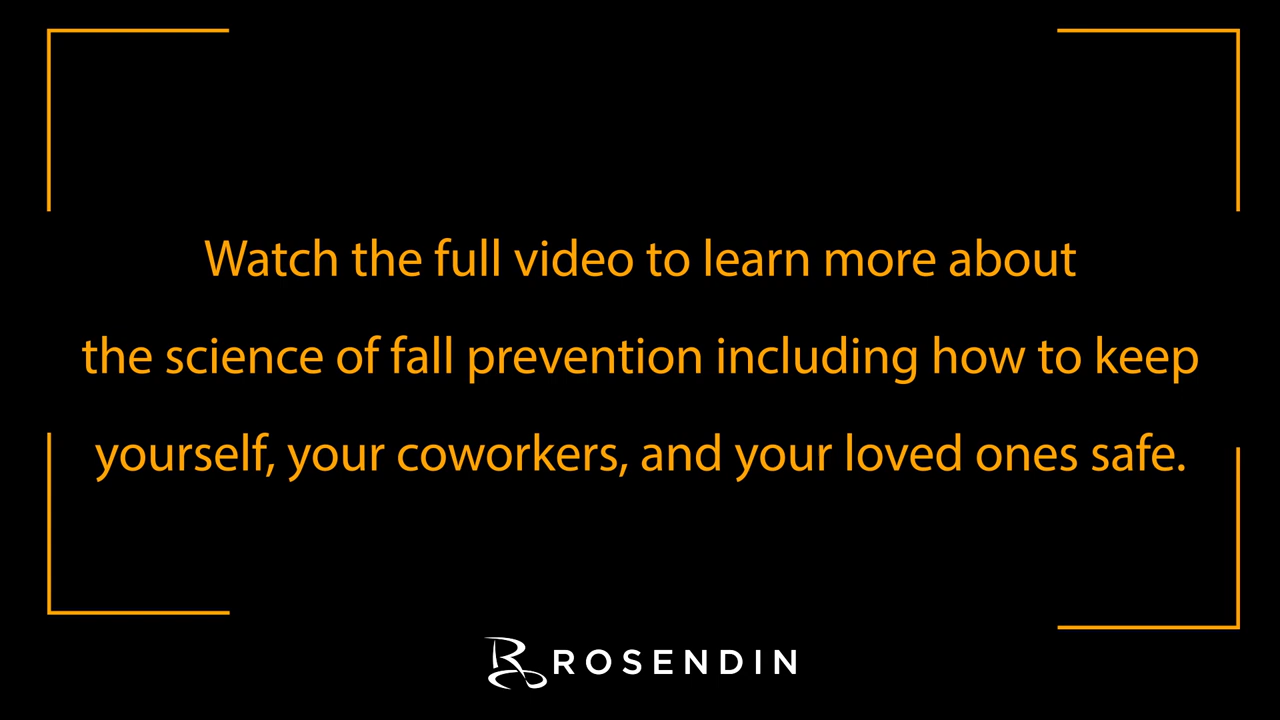 Watch the full video to learn more about
the science of fall prevention including how to keep
yourself, your coworkers, and your loved ones safe.
ROSENDIN